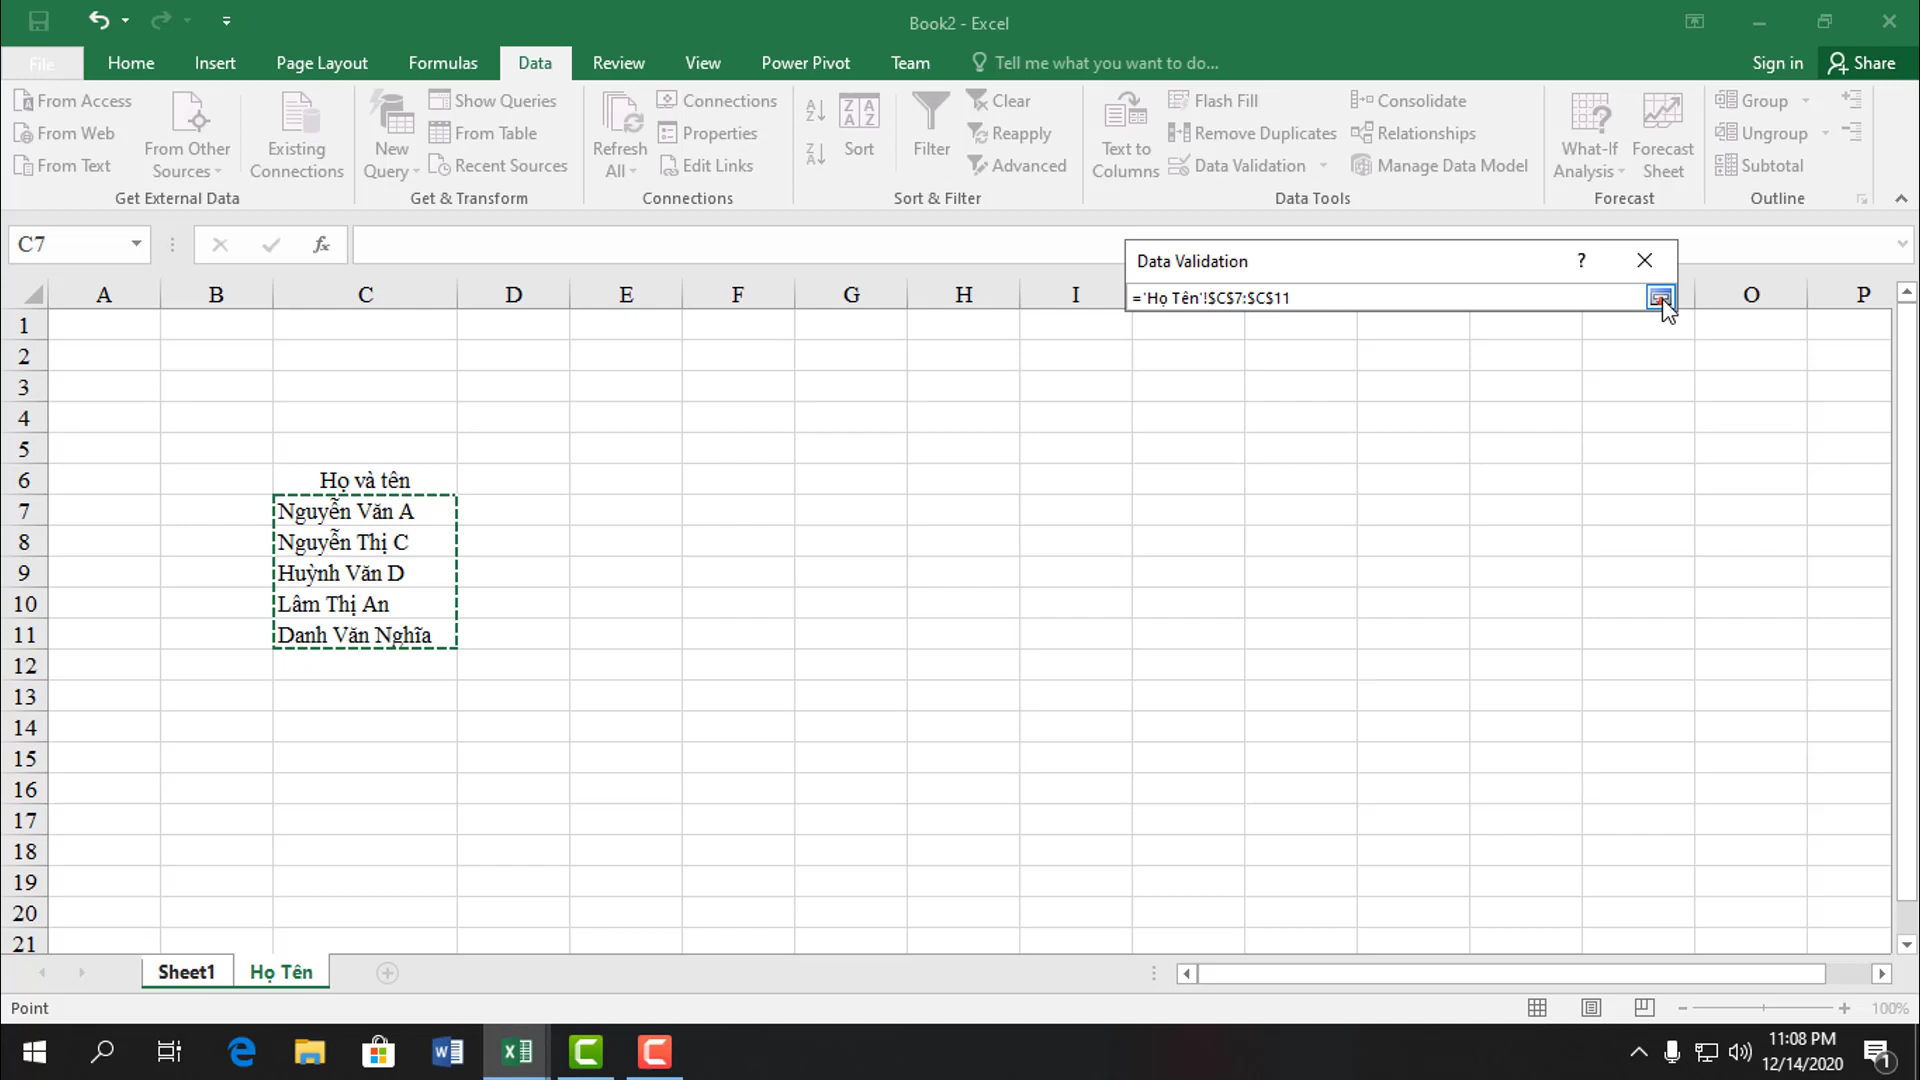 Book2 - Excel
File Home Insert Page Layout Formulas Data Review View Power Pivot Team Tell me what you want to do... Sign in Share
From Access
From Web
From Text
From Other Sources
Existing Connections
Get External Data
New Query
Show Queries
From Table
Recent Sources
Get & Transform
Refresh All
Connections
Properties
Edit Links
Connections
Sort
Filter
Clear
Reapply
Advanced
Sort & Filter
Text to Columns
Flash Fill
Remove Duplicates
Data Validation
Consolidate
Relationships
Manage Data Model
Data Tools
What-If Analysis
Forecast Sheet
Forecast
Group
Ungroup
Subtotal
Outline
C7
fx
Data Validation ?
='Họ Tên'!$C$7:$C$11
A B C D E F G H I O P
1
2
3
4
5
6 Họ và tên
7 Nguyễn Văn A
8 Nguyễn Thị C
9 Huỳnh Văn D
10 Lâm Thị An
11 Danh Văn Nghĩa
12
13
14
15
16
17
18
19
20
21
Sheet1 Họ Tên
Point
100%
11:08 PM
12/14/2020
1